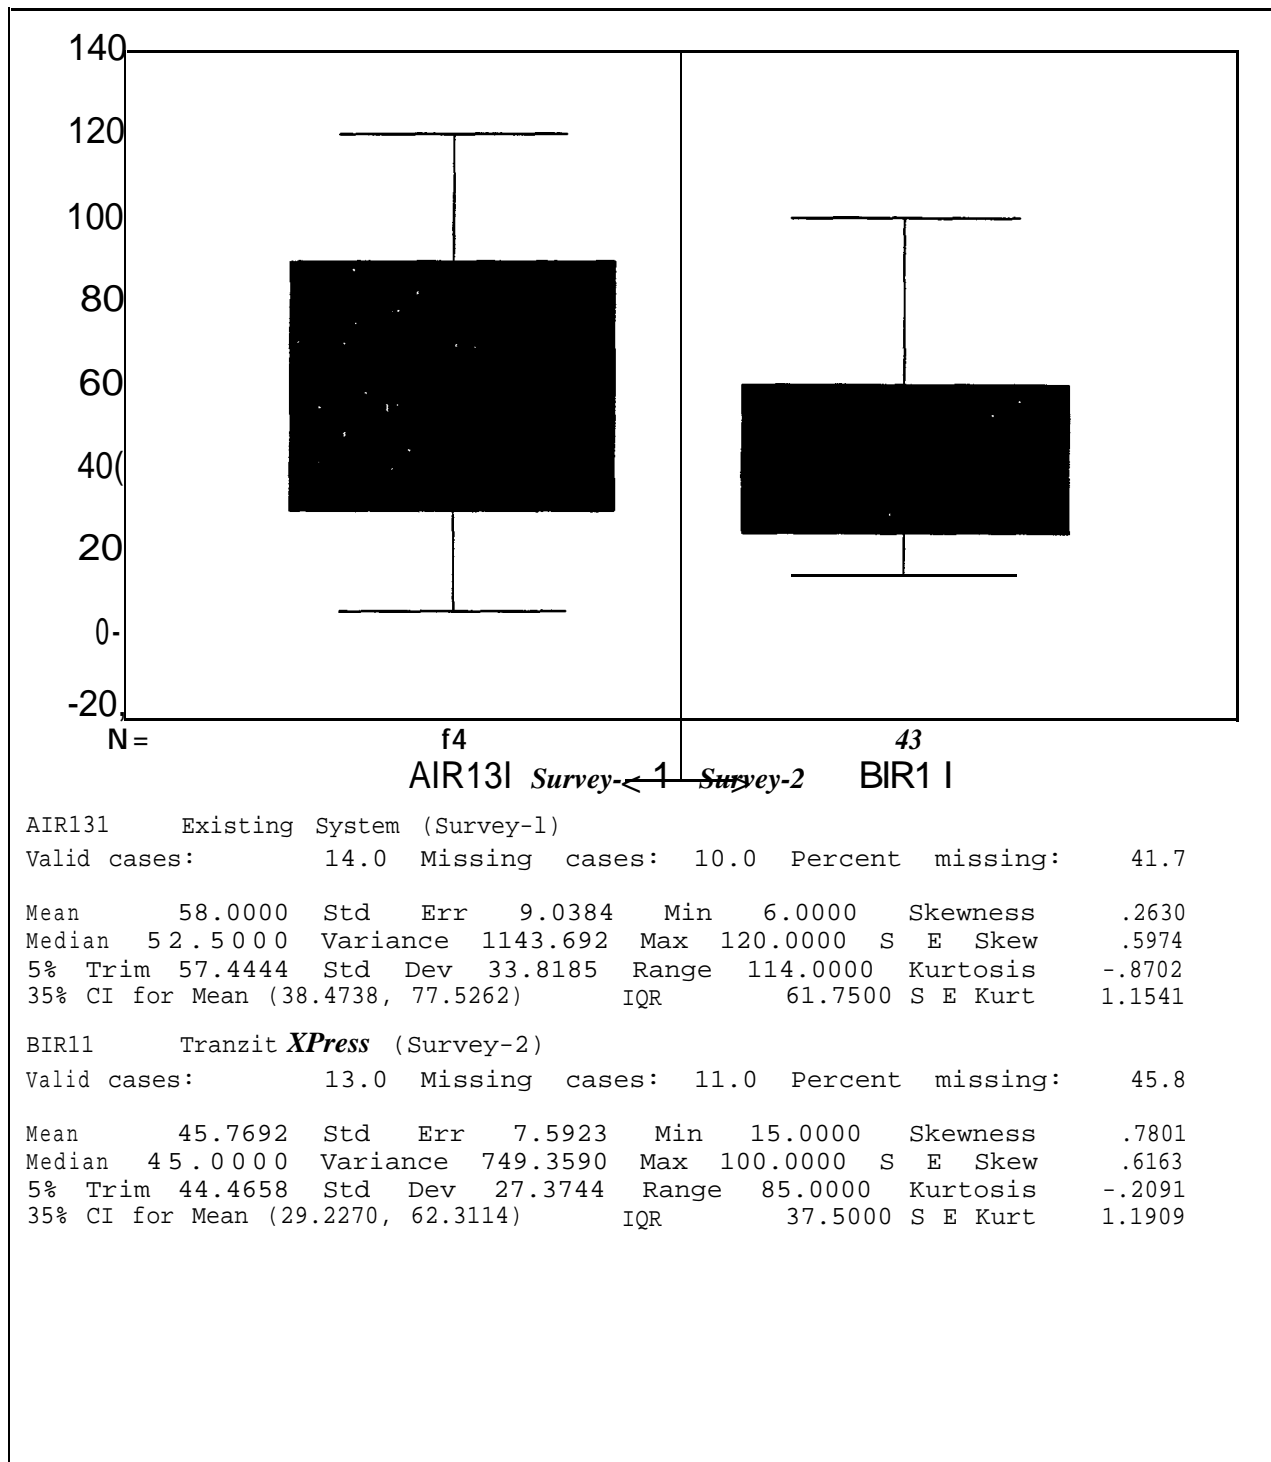 140
120
100
80
60
40(
20
0-
-20,
N = f4 43
AIR13I Survey-< 1 Survey-2 BIR1 I
AIR131 Existing System (Survey-l)
Valid cases: 14.0 Missing cases: 10.0 Percent missing: 41.7
Mean 58.0000 Std Err 9.0384 Min 6.0000 Skewness .2630
Median 52.5000 Variance 1143.692 Max 120.0000 S E Skew .5974
5% Trim 57.4444 Std Dev 33.8185 Range 114.0000 Kurtosis -.8702
35% CI for Mean (38.4738, 77.5262) IQR 61.7500 S E Kurt 1.1541
BIR11 Tranzit XPress (Survey-2)
Valid cases: 13.0 Missing cases: 11.0 Percent missing: 45.8
Mean 45.7692 Std Err 7.5923 Min 15.0000 Skewness .7801
Median 45.0000 Variance 749.3590 Max 100.0000 S E Skew .6163
5% Trim 44.4658 Std Dev 27.3744 Range 85.0000 Kurtosis -.2091
35% CI for Mean (29.2270, 62.3114) IQR 37.5000 S E Kurt 1.1909